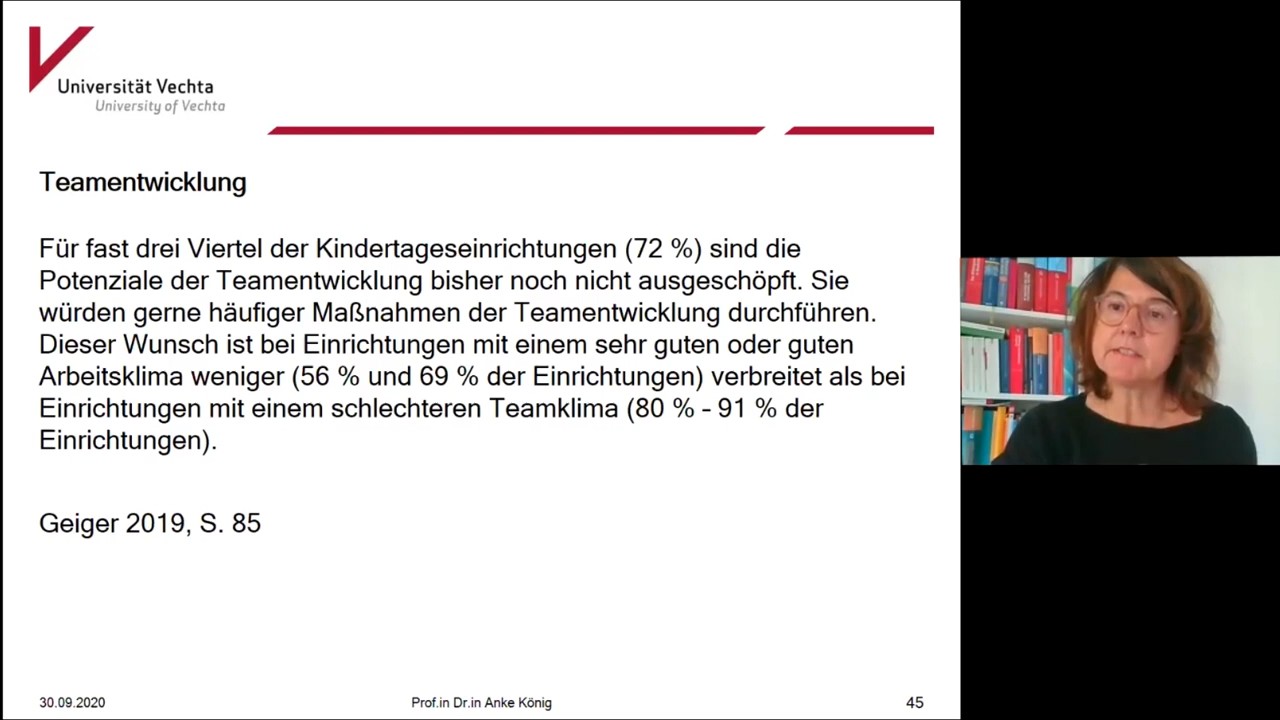 Universität Vechta
University of Vechta
Teamentwicklung
Für fast drei Viertel der Kindertageseinrichtungen (72 %) sind die
Potenziale der Teamentwicklung bisher noch nicht ausgeschöpft. Sie
würden gerne häufiger Maßnahmen der Teamentwicklung durchführen.
Dieser Wunsch ist bei Einrichtungen mit einem sehr guten oder guten
Arbeitsklima weniger (56 % und 69 % der Einrichtungen) verbreitet als bei
Einrichtungen mit einem schlechteren Teamklima (80 % - 91 % der
Einrichtungen).
Geiger 2019, S. 85
30.09.2020
Prof.in Dr.in Anke König
45